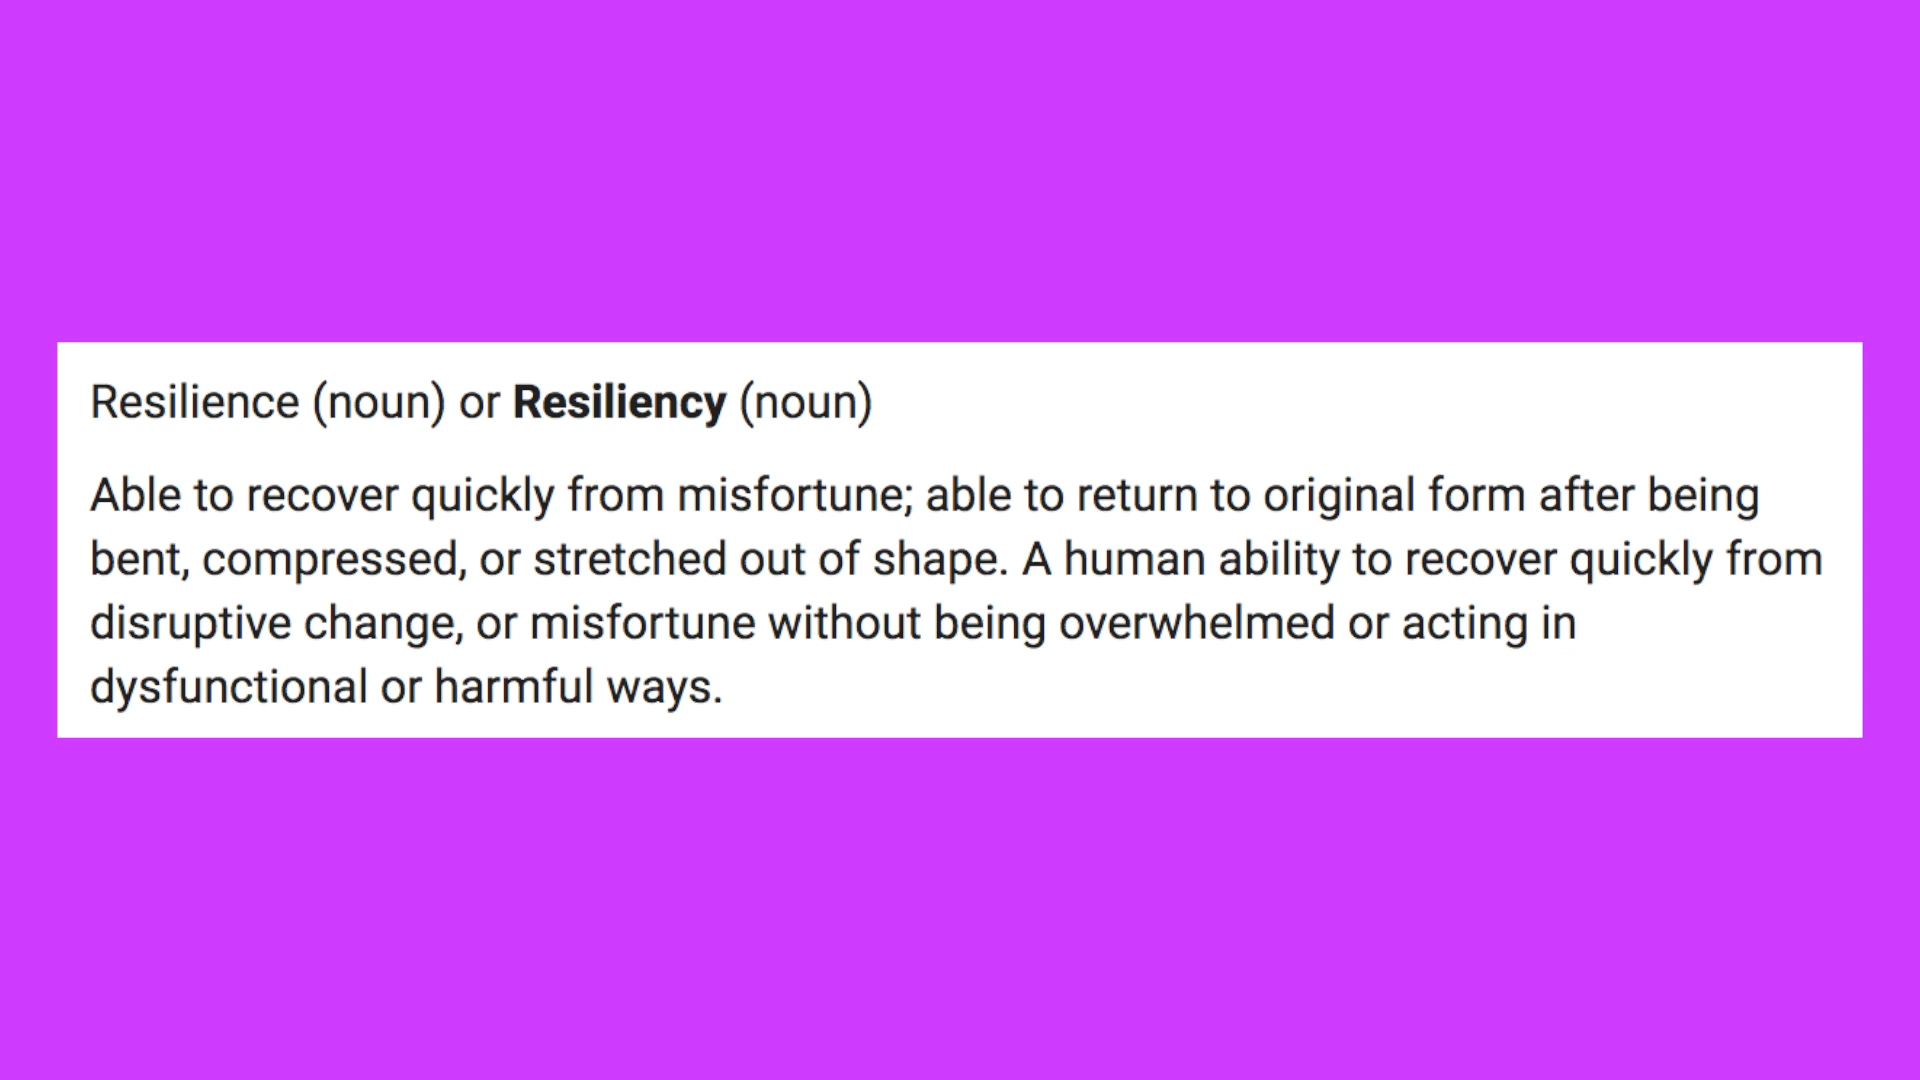 Resilience (noun) or Resiliency (noun)
Able to recover quickly from misfortune; able to return to original form after being
bent, compressed, or stretched out of shape. A human ability to recover quickly from
disruptive change, or misfortune without being overwhelmed or acting in
dysfunctional or harmful ways.